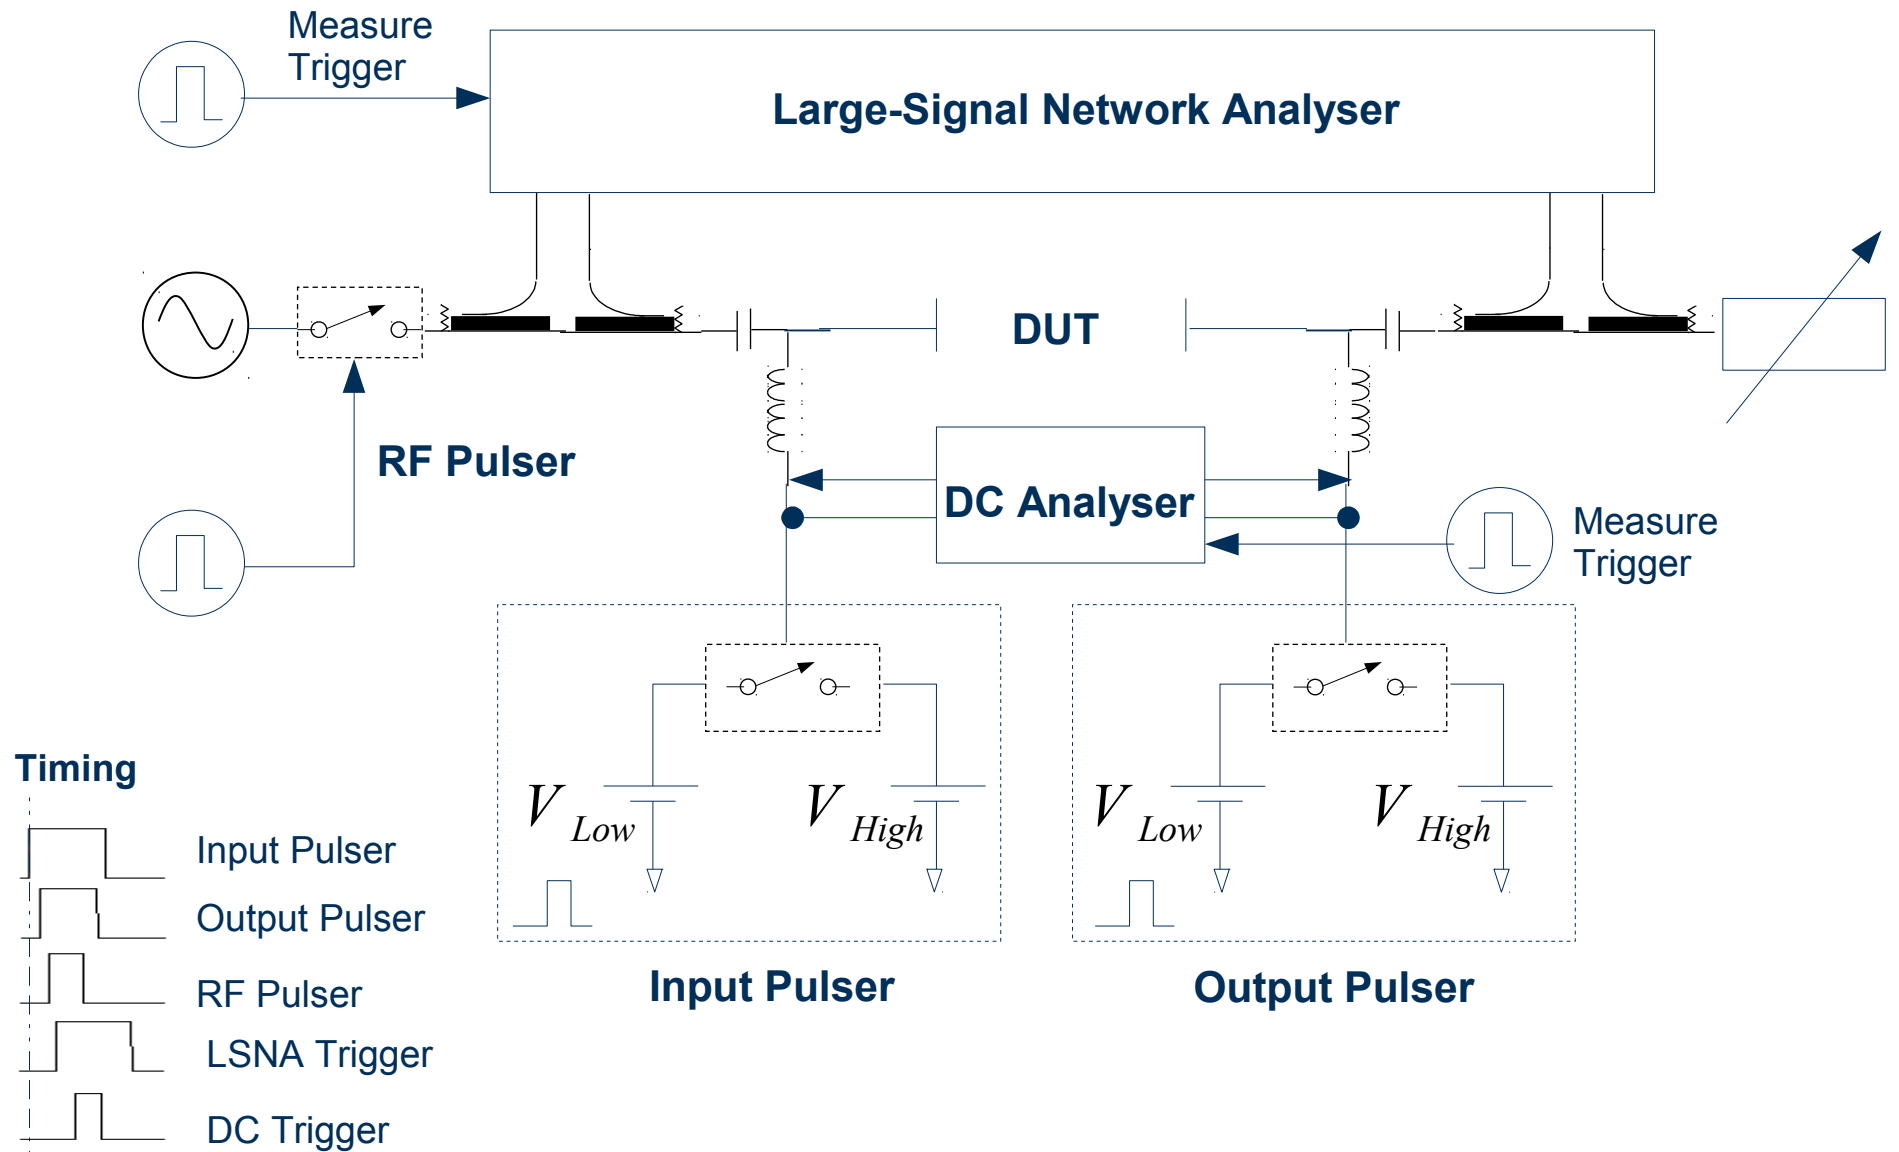 Measure
Trigger
Large-Signal Network Analyser
DUT
RF Pulser
DC Analyser
Measure
Trigger
V Low
V High
V Low
V High
Input Pulser
Output Pulser
Timing
Input Pulser
Output Pulser
RF Pulser
LSNA Trigger
DC Trigger